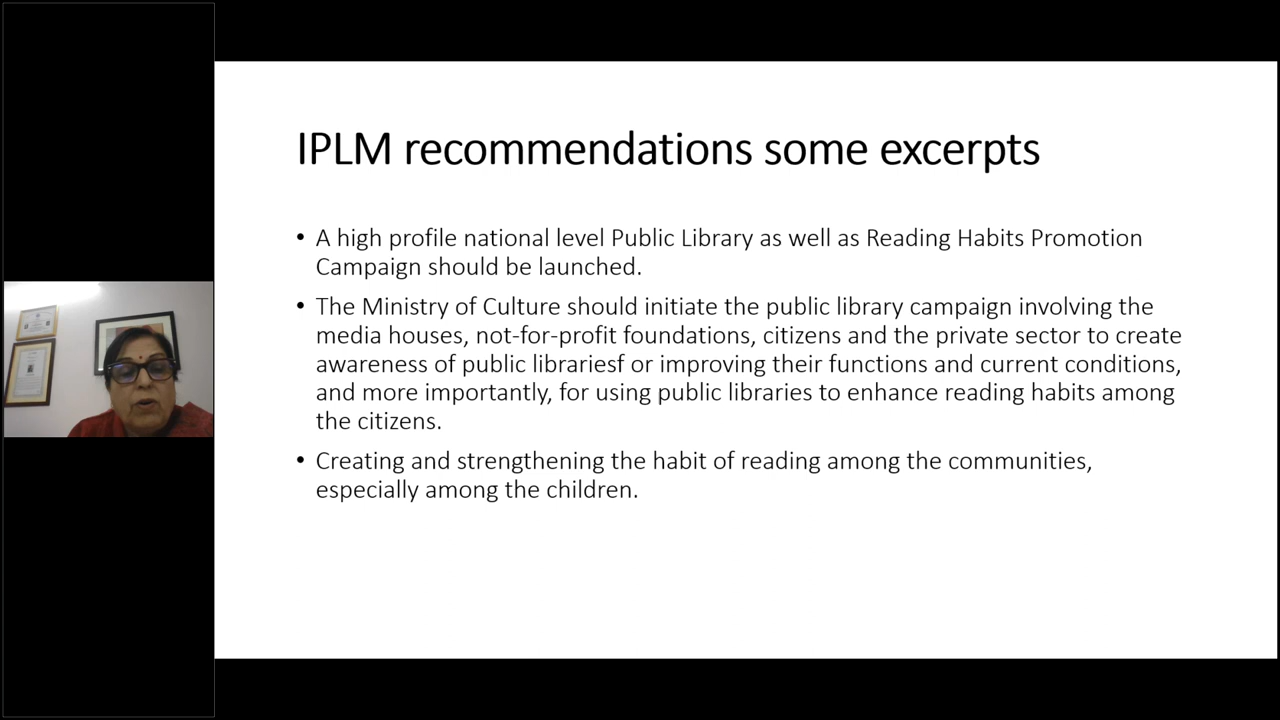 IPLM recommendations some excerpts
• A high profile national level Public Library as well as Reading Habits Promotion
Campaign should be launched.
• The Ministry of Culture should initiate the public library campaign involving the
media houses, not-for-profit foundations, citizens and the private sector to create
awareness of public librariesf or improving their functions and current conditions,
and more importantly, for using public libraries to enhance reading habits among
the citizens.
• Creating and strengthening the habit of reading among the communities,
especially among the children.